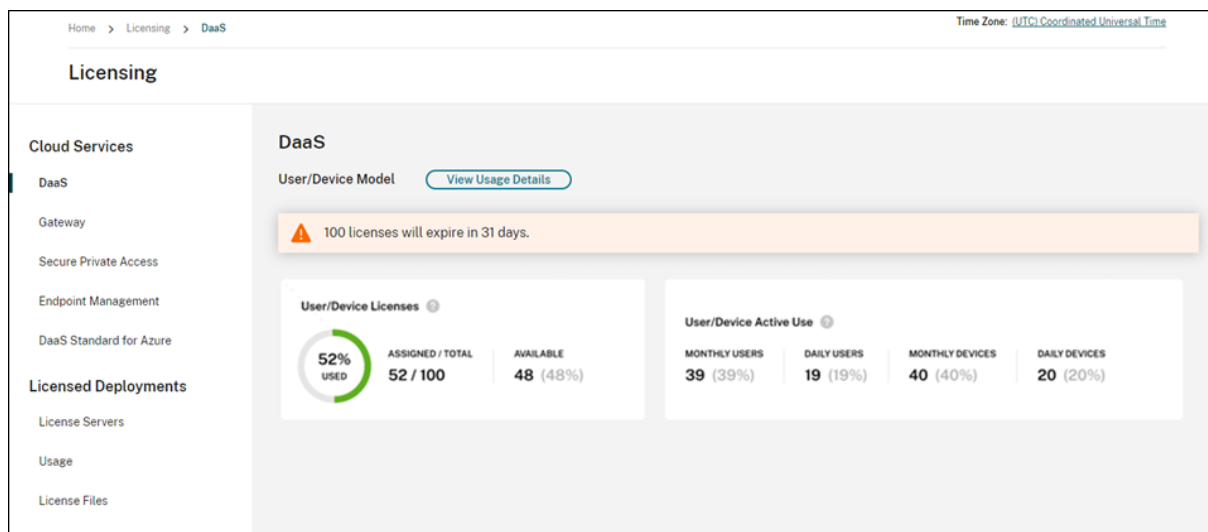 Home > Licensing > DaaS
Time Zone: (UTC) Coordinated Universal Time
Licensing
Cloud Services
DaaS
Gateway
Secure Private Access
Endpoint Management
DaaS Standard for Azure
Licensed Deployments
License Servers
Usage
License Files
DaaS
User/Device Model View Usage Details
100 licenses will expire in 31 days.
User/Device Licenses ?
52%
USED
ASSIGNED / TOTAL AVAILABLE
52 / 100 48 (48%)
User/Device Active Use ?
MONTHLY USERS DAILY USERS MONTHLY DEVICES DAILY DEVICES
39 (39%) 19 (19%) 40 (40%) 20 (20%)